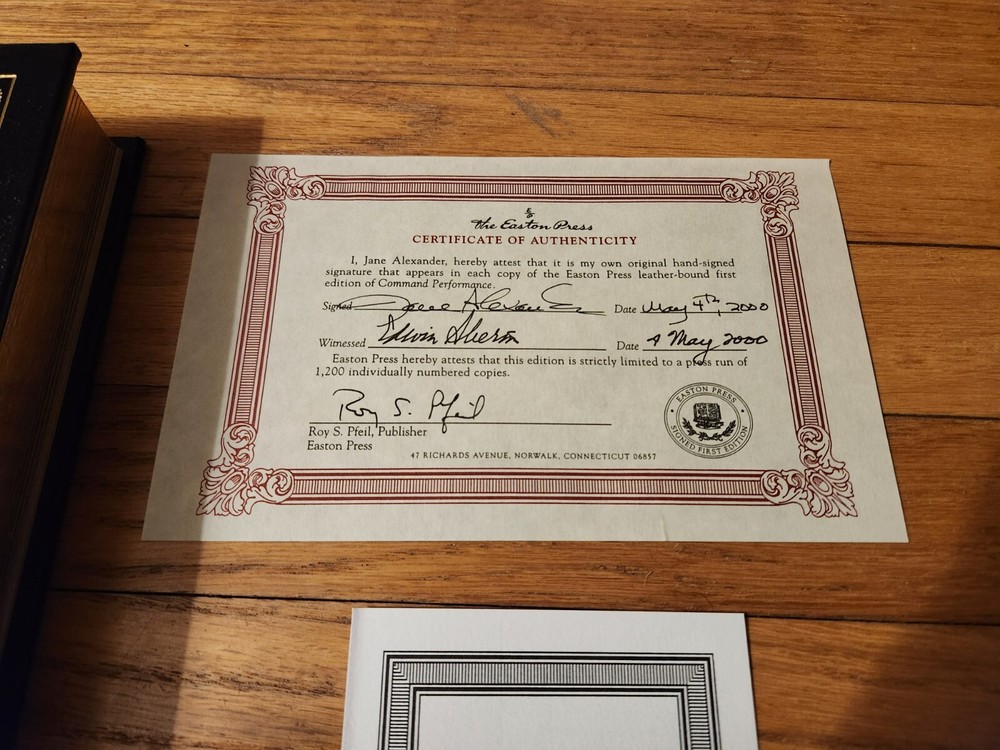 The Easton Press
CERTIFICATE OF AUTHENTICITY
I, Jane Alexander, hereby attest that it is my own original hand-signed
signature that appears in each copy of the Easton Press leather-bound first
edition of Command Performance.
Signed Jane Alexander Date May 4th, 2000
Witnessed Edwin Sherin Date 4 May 2000
Easton Press hereby attests that this edition is strictly limited to a press run of
1,200 individually numbered copies.
Roy S. Pfeil
Roy S. Pfeil, Publisher
Easton Press
47 RICHARDS AVENUE, NORWALK, CONNECTICUT 06857
EASTON PRESS
SIGNED FIRST EDITION